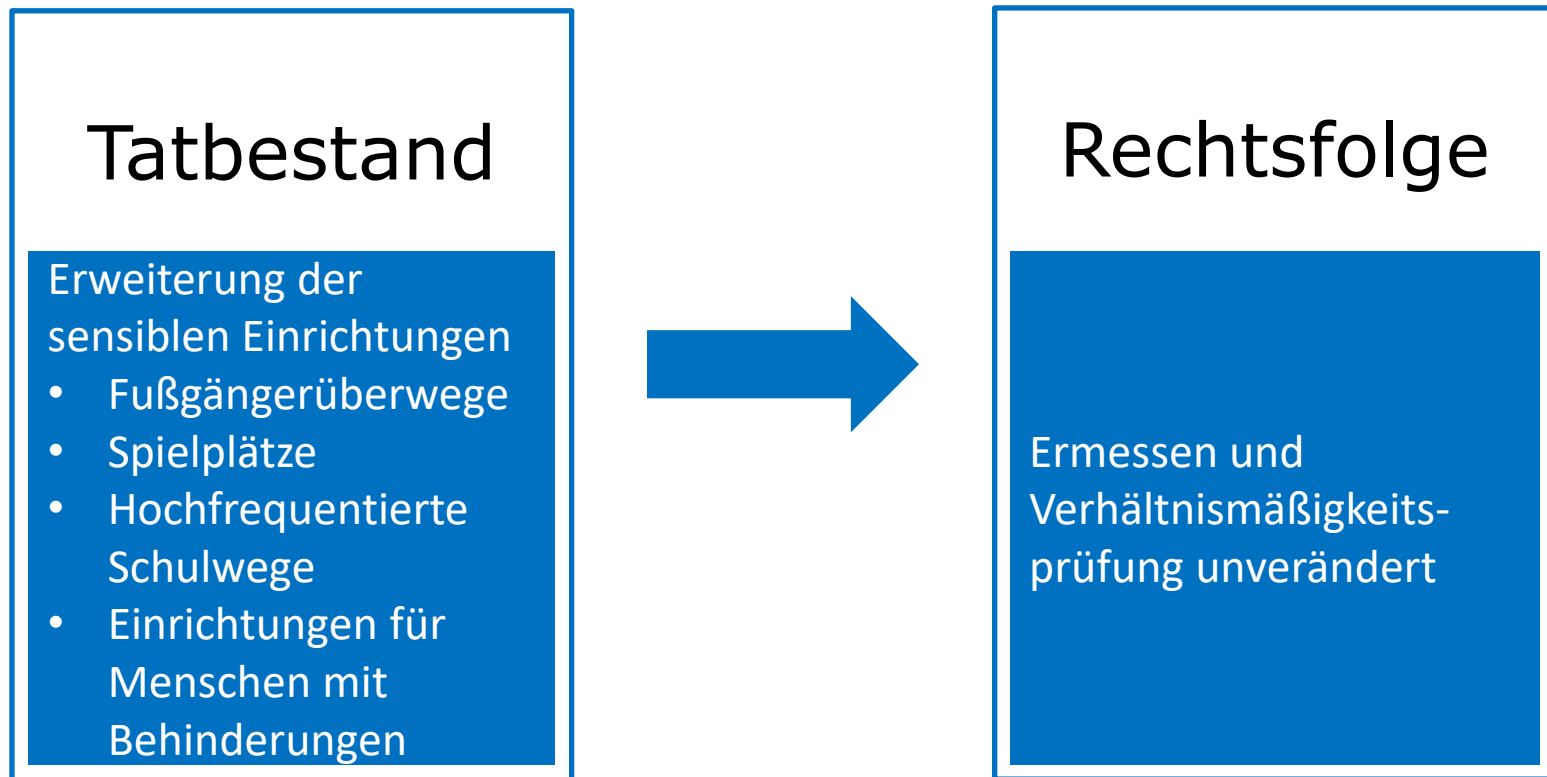 Tatbestand
Erweiterung der
sensiblen Einrichtungen
• Fußgängerüberwege
• Spielplätze
• Hochfrequentierte
Schulwege
• Einrichtungen für
Menschen mit
Behinderungen
Rechtsfolge
Ermessen und
Verhältnismäßigkeits-
prüfung unverändert